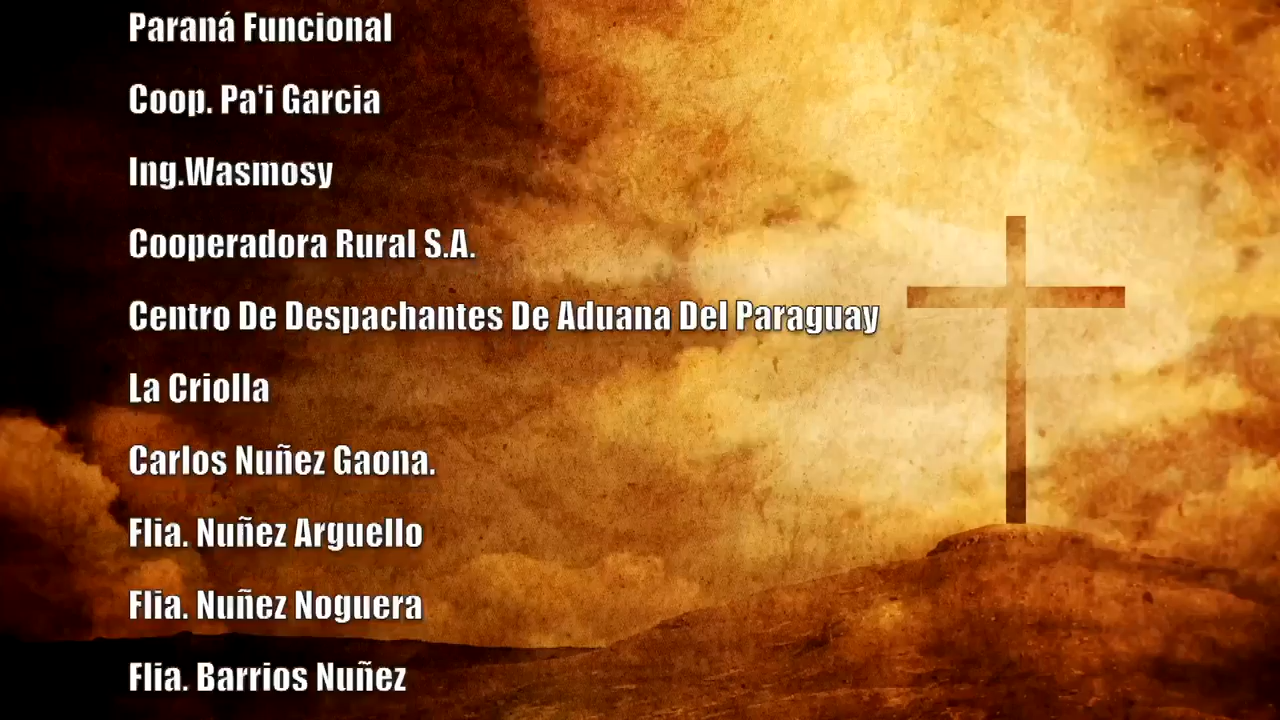 Paraná Funcional
Coop. Pa'i Garcia
Ing.Wasmosy
Cooperadora Rural S.A.
Centro De Despachantes De Aduana Del Paraguay
La Criolla
Carlos Nuñez Gaona.
Flia. Nuñez Arguello
Flia. Nuñez Noguera
Flia. Barrios Nuñez